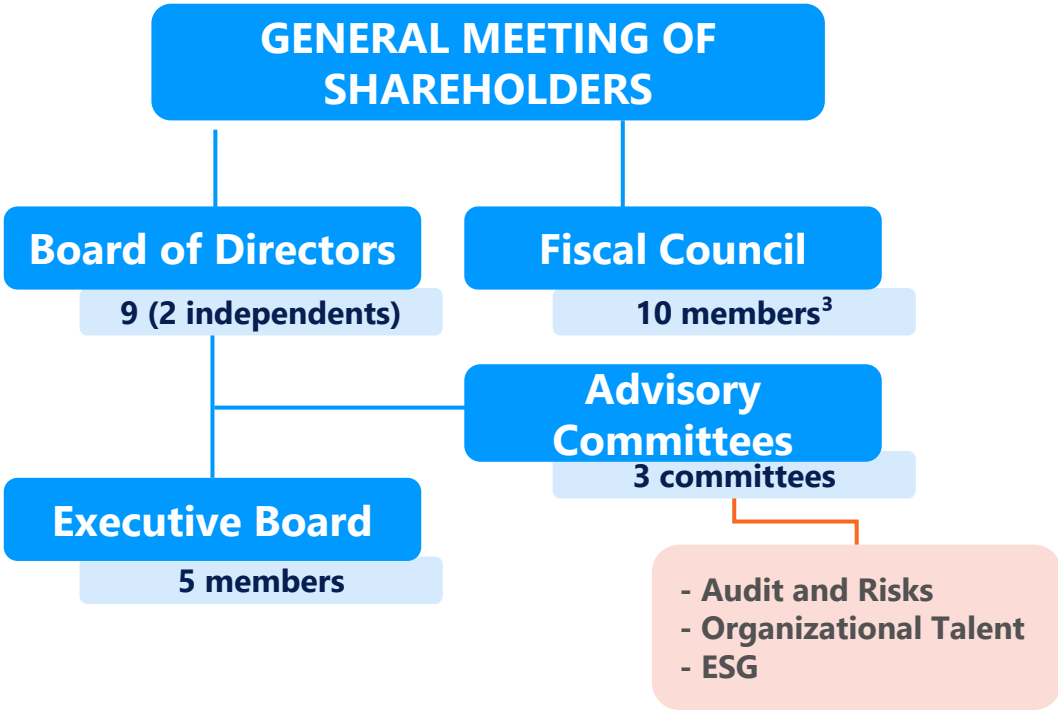 GENERAL MEETING OF
SHAREHOLDERS
Board of Directors
9 (2 independents)
Fiscal Council
10 members³
Advisory
Committees
3 committees
Executive Board
5 members
- Audit and Risks
- Organizational Talent
- ESG